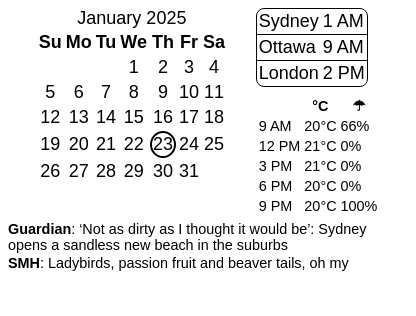 January 2025
Su Mo Tu We Th Fr Sa
1 2 3 4
5 6 7 8 9 10 11
12 13 14 15 16 17 18
19 20 21 22 23 24 25
26 27 28 29 30 31
Sydney 1 AM
Ottawa 9 AM
London 2 PM
°C ☂
9 AM 20°C 66%
12 PM 21°C 0%
3 PM 21°C 0%
6 PM 20°C 0%
9 PM 20°C 100%
Guardian: ‘Not as dirty as I thought it would be’: Sydney
opens a sandless new beach in the suburbs
SMH: Ladybirds, passion fruit and beaver tails, oh my